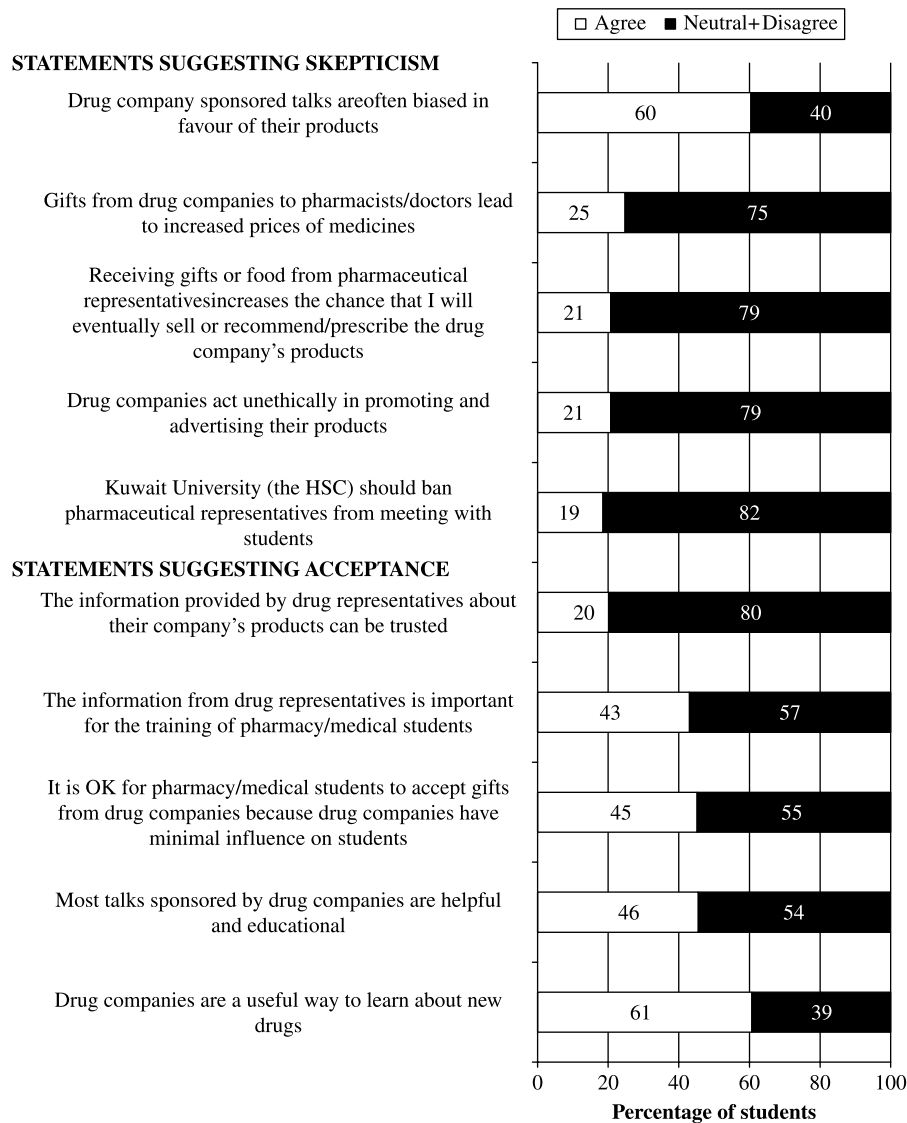 Agree Neutral+Disagree
STATEMENTS SUGGESTING SKEPTICISM
Drug company sponsored talks areoften biased in
favour of their products
60 40
Gifts from drug companies to pharmacists/doctors lead
to increased prices of medicines
25 75
Receiving gifts or food from pharmaceutical
representativesincreases the chance that I will
eventually sell or recommend/prescribe the drug
company's products
21 79
Drug companies act unethically in promoting and
advertising their products
21 79
Kuwait University (the HSC) should ban
pharmaceutical representatives from meeting with
students
19 82
STATEMENTS SUGGESTING ACCEPTANCE
The information provided by drug representatives about
their company's products can be trusted
20 80
The information from drug representatives is important
for the training of pharmacy/medical students
43 57
It is OK for pharmacy/medical students to accept gifts
from drug companies because drug companies have
minimal influence on students
45 55
Most talks sponsored by drug companies are helpful
and educational
46 54
Drug companies are a useful way to learn about new
drugs
61 39
0 20 40 60 80 100
Percentage of students